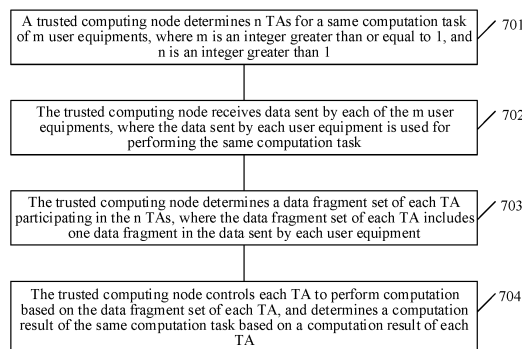 A trusted computing node determines n TAs for a same computation task
of m user equipments, where m is an integer greater than or equal to 1, and
n is an integer greater than 1
701
The trusted computing node receives data sent by each of the m user
equipments, where the data sent by each user equipment is used for
performing the same computation task
702
The trusted computing node determines a data fragment set of each TA
participating in the n TAs, where the data fragment set of each TA includes
one data fragment in the data sent by each user equipment
703
The trusted computing node controls each TA to perform computation
based on the data fragment set of each TA, and determines a computation
result of the same computation task based on a computation result of each
TA
704